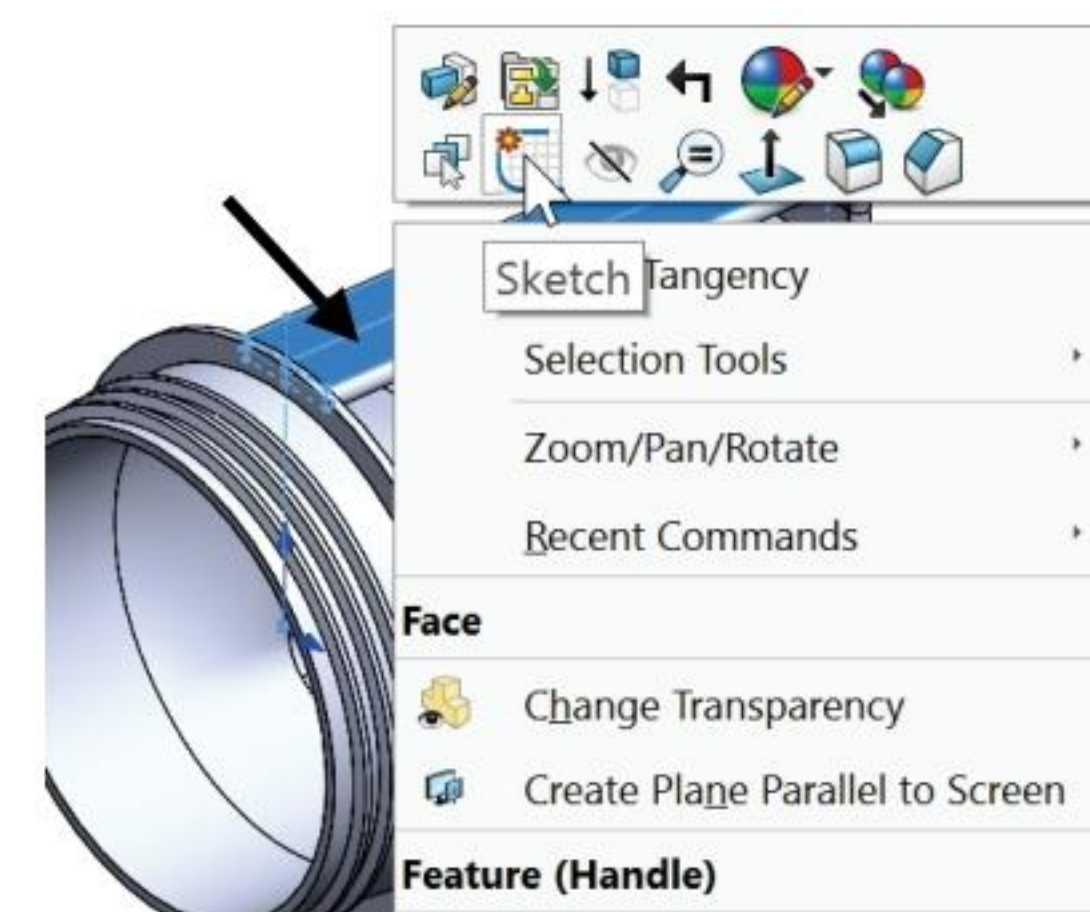 Sketch
Tangency
Selection Tools
Zoom/Pan/Rotate
Recent Commands
Face
Change Transparency
Create Plane Parallel to Screen
Feature (Handle)